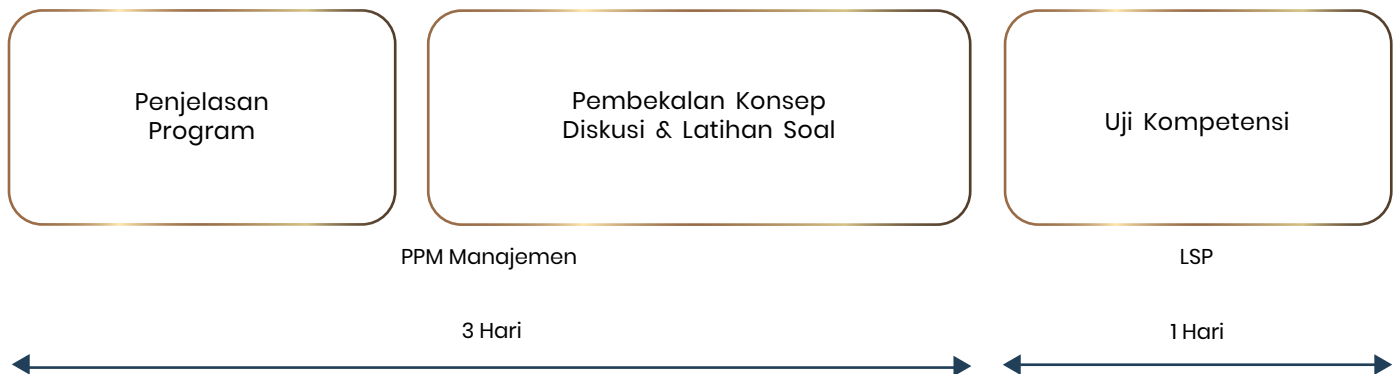 Penjelasan
Program
Pembekalan Konsep
Diskusi & Latihan Soal
Uji Kompetensi
PPM Manajemen
LSP
3 Hari
1 Hari